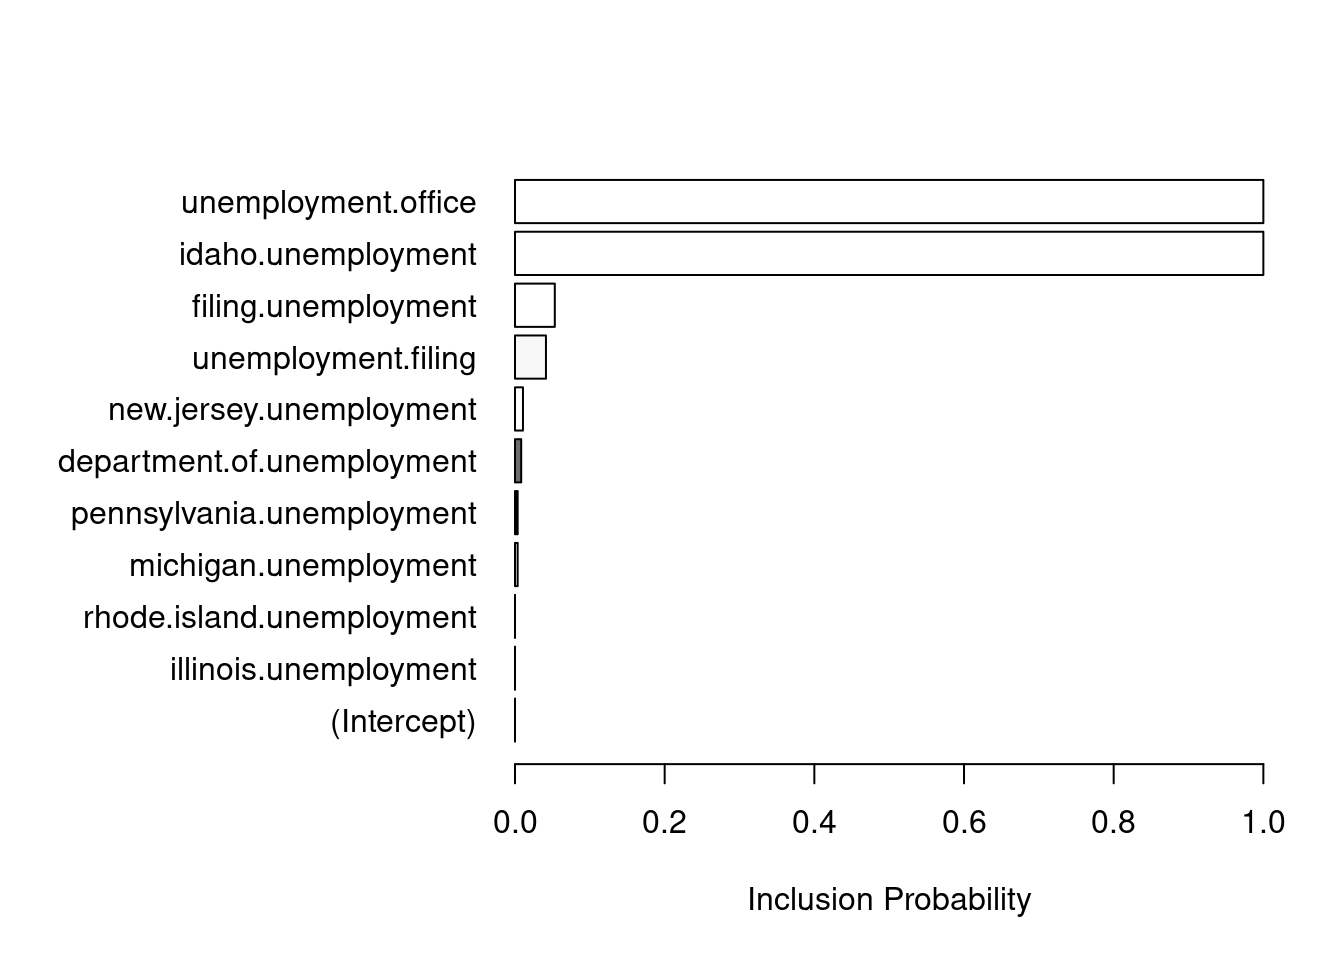 unemployment.office
idaho.unemployment
filing.unemployment
unemployment.filing
new.jersey.unemployment
department.of.unemployment
pennsylvania.unemployment
michigan.unemployment
rhode.island.unemployment
illinois.unemployment
(Intercept)
0.0 0.2 0.4 0.6 0.8 1.0
Inclusion Probability